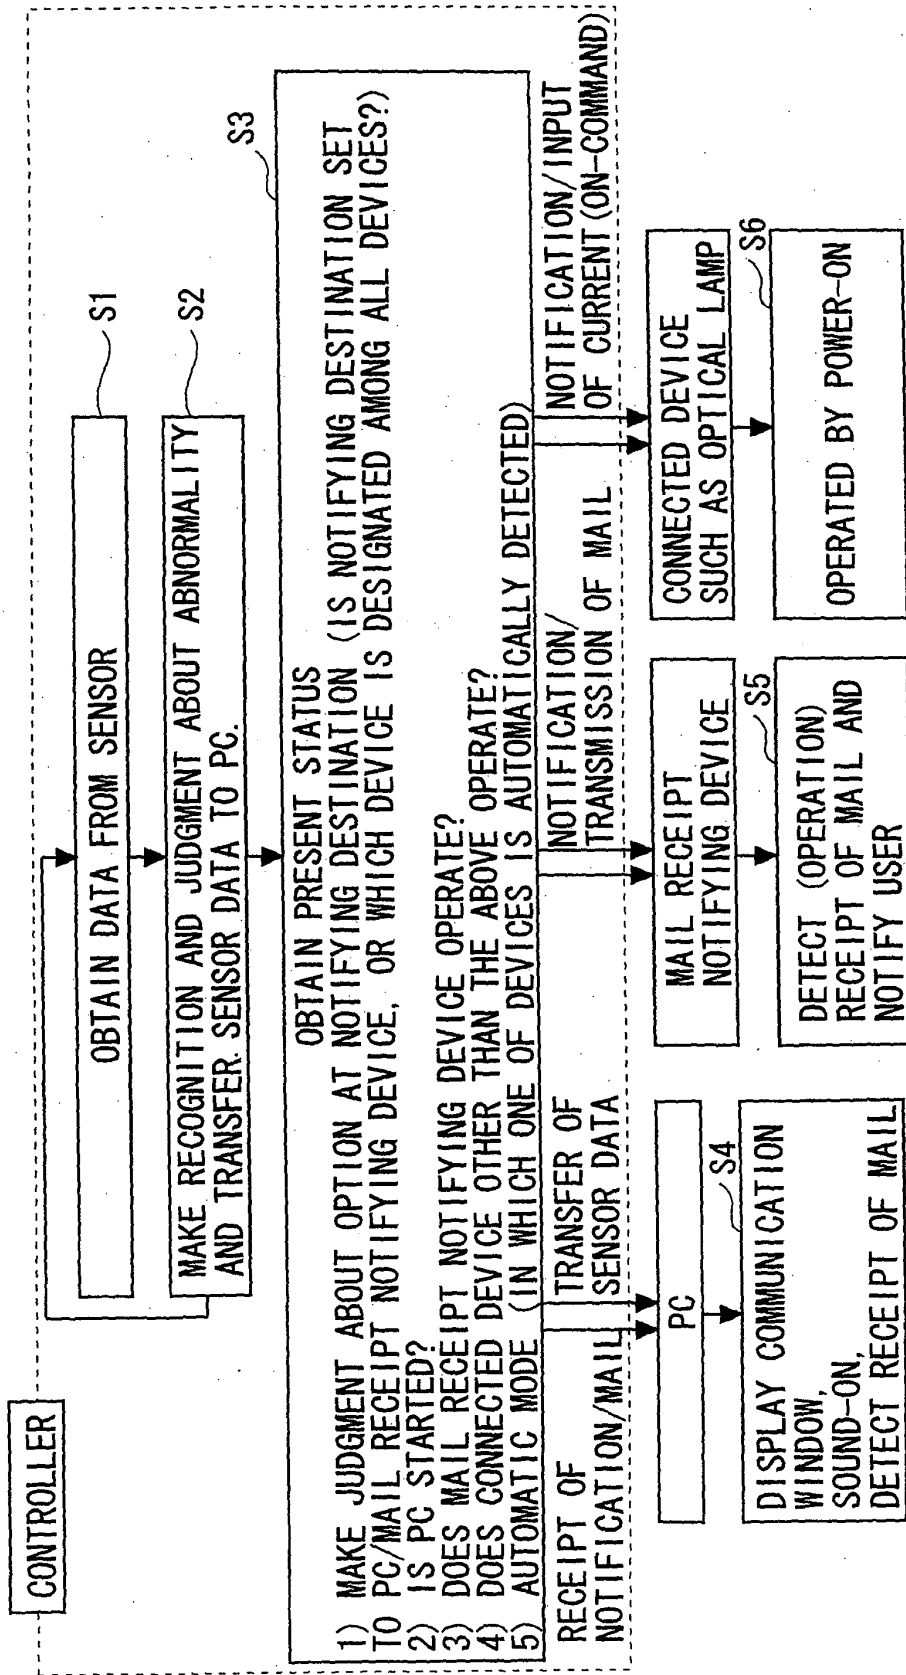 CONTROLLER
OBTAIN DATA FROM SENSOR
S1
MAKE RECOGNITION AND JUDGMENT ABOUT ABNORMALITY
AND TRANSFER SENSOR DATA TO PC.
S2
S3
OBTAIN PRESENT STATUS
1) MAKE JUDGMENT ABOUT OPTION AT NOTIFYING DESTINATION (IS NOTIFYING DESTINATION SET
TO PC/MAIL RECEIPT NOTIFYING DEVICE, OR WHICH DEVICE IS DESIGNATED AMONG ALL DEVICES?)
2) IS PC STARTED?
3) DOES MAIL RECEIPT NOTIFYING DEVICE OPERATE?
4) DOES CONNECTED DEVICE OTHER THAN THE ABOVE OPERATE?
5) AUTOMATIC MODE (IN WHICH ONE OF DEVICES IS AUTOMATICALLY DETECTED)
RECEIPT OF
NOTIFICATION/MAIL
TRANSFER OF
SENSOR DATA
NOTIFICATION/
TRANSMISSION OF MAIL
NOTIFICATION/INPUT
OF CURRENT(ON-COMMAND)
PC
S4
DISPLAY COMMUNICATION
WINDOW,
SOUND-ON,
DETECT RECEIPT OF MAIL
MAIL RECEIPT
NOTIFYING DEVICE
S5
DETECT (OPERATION)
RECEIPT OF MAIL AND
NOTIFY USER
CONNECTED DEVICE
SUCH AS OPTICAL LAMP
S6
OPERATED BY POWER-ON